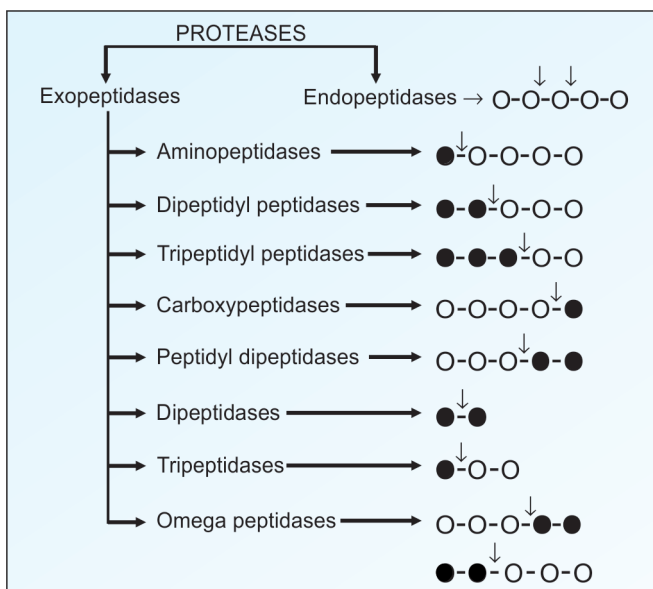 PROTEASES
Exopeptidases
Endopeptidases
Aminopeptidases
Dipeptidyl peptidases
Tripeptidyl peptidases
Carboxypeptidases
Peptidyl dipeptidases
Dipeptidases
Tripeptidases
Omega peptidases